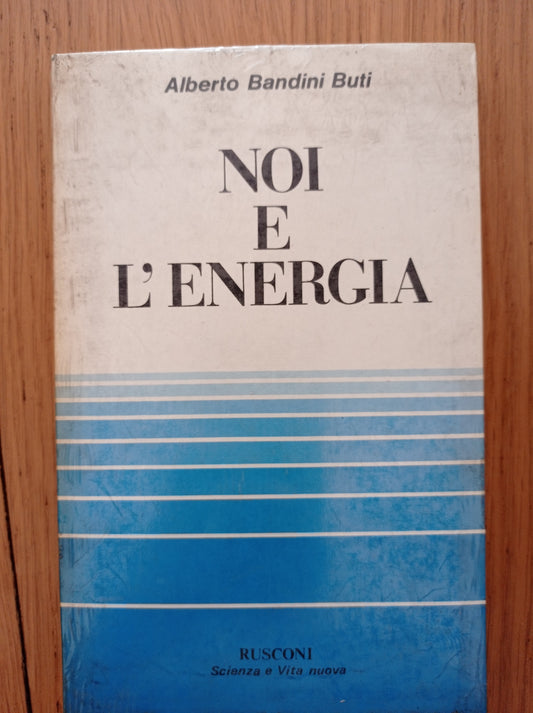 Alberto Bandini Buti
NOI
E
L'ENERGIA
RUSCONI
Scienza e Vita nuova